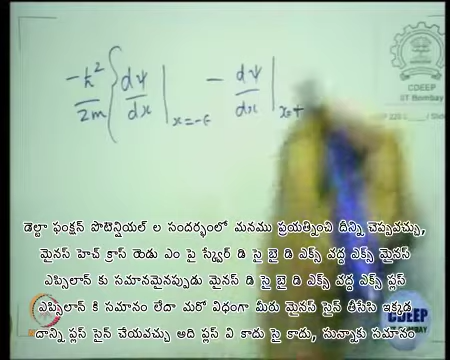 -ħ²/2m { dψ/dx |x=-ε - dψ/dx |x=+
CDEEP
IIT Bombay
డెల్టా ఫంక్షన్ పొటెన్షియల్ ల సందర్భంలో మనము ప్రయత్నించి దీన్ని చెప్పవచ్చు,
మైనస్ హెచ్ క్రాస్ రెండు ఎం పై స్క్వేర్ డి సై బై డి ఎక్స్ వద్ద ఎక్స్ మైనస్
ఎప్సిలాన్ కు సమానమైనప్పుడు మైనస్ డి సై బై డి ఎక్స్ వద్ద ఎక్స్ ప్లస్
ఎప్సిలాన్ కి సమానం లేదా మరో విధంగా మీరు మైనస్ సైన్ తీసేసి ఇక్కడ
దాన్ని ప్లస్ సైన్ చేయవచ్చు అది ప్లస్ వి కాదు సై కాదు, సున్నాకు సమానం
CDEEP